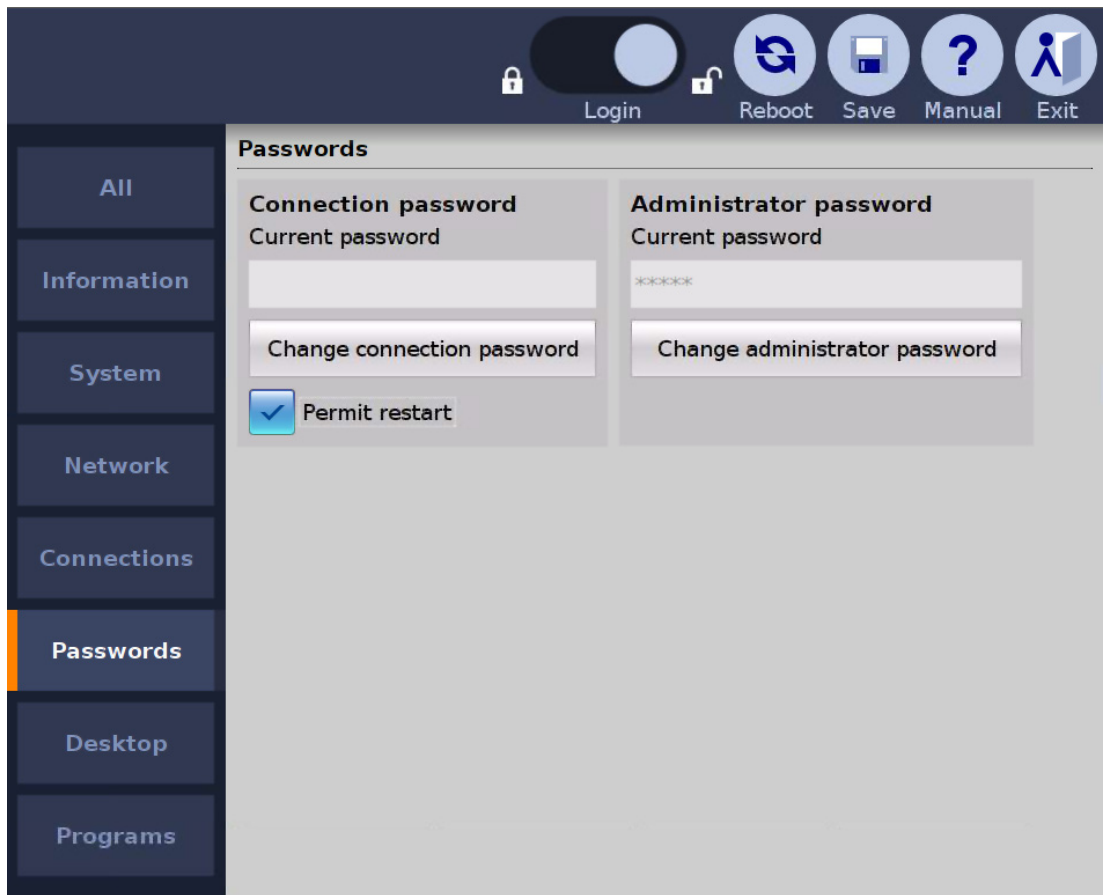 Login
Reboot
Save
?
Manual
Exit
All
Information
System
Network
Connections
Passwords
Desktop
Programs
Passwords
Connection password
Current password
Change connection password
Permit restart
Administrator password
Current password
*****
Change administrator password